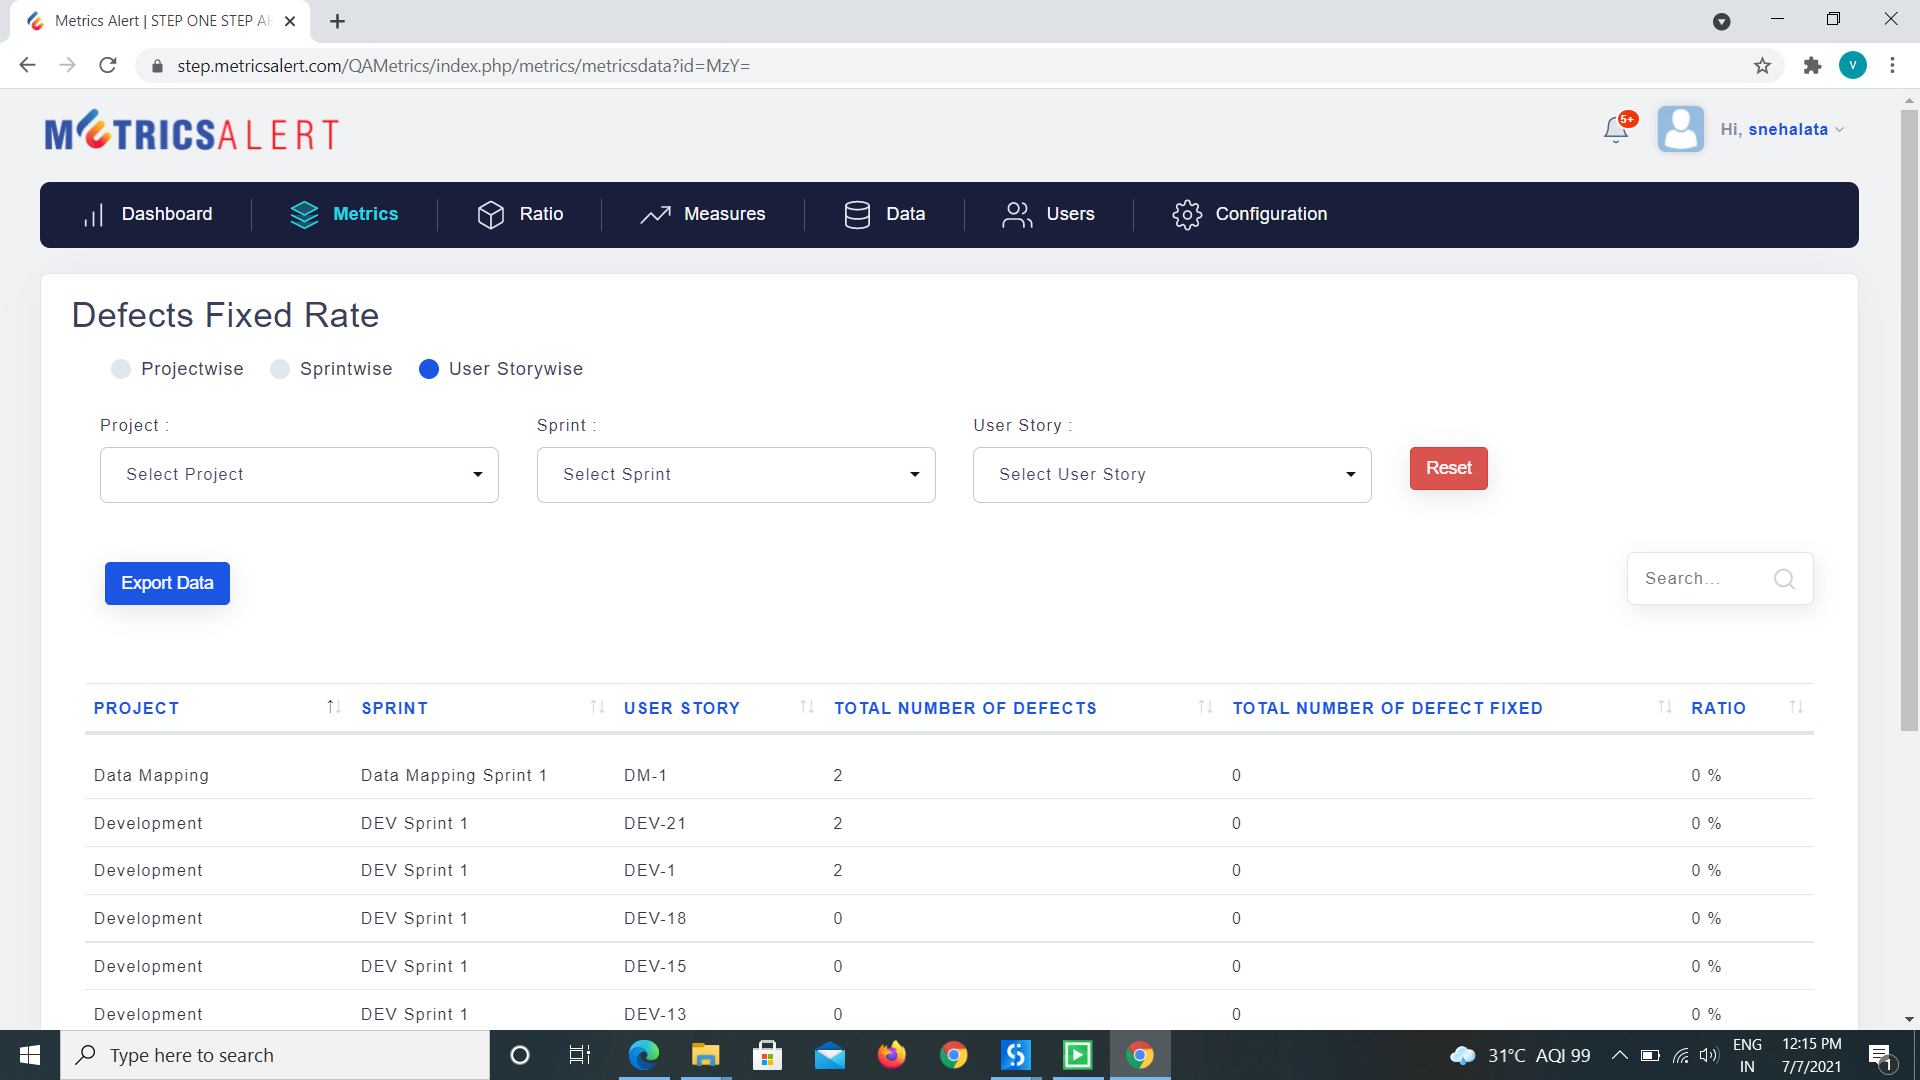 Metrics Alert | STEP ONE STEP AH
step.metricsalert.com/QAMetrics/index.php/metrics/metricsdata?id=MzY=
V
METRICSALERT
5+
Hi, snehalata
Dashboard Metrics Ratio Measures Data Users Configuration
Defects Fixed Rate
Projectwise Sprintwise User Storywise
Project : Sprint : User Story :
Select Project Select Sprint Select User Story Reset
Export Data Search...
PROJECT SPRINT USER STORY TOTAL NUMBER OF DEFECTS TOTAL NUMBER OF DEFECT FIXED RATIO
Data Mapping Data Mapping Sprint 1 DM-1 2 0 0 %
Development DEV Sprint 1 DEV-21 2 0 0 %
Development DEV Sprint 1 DEV-1 2 0 0 %
Development DEV Sprint 1 DEV-18 0 0 0 %
Development DEV Sprint 1 DEV-15 0 0 0 %
Development DEV Sprint 1 DEV-13 0 0 0 %
Type here to search
31°C AQI 99
ENG
IN
12:15 PM
7/7/2021
1